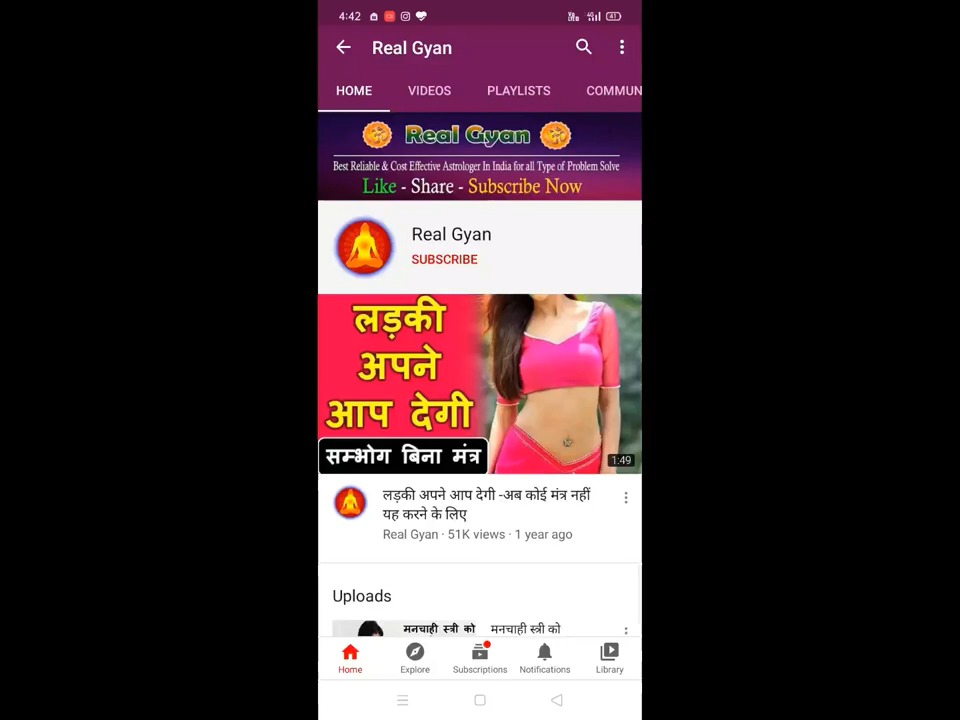 4:42
Real Gyan
HOME VIDEOS PLAYLISTS COMMUN
Real Gyan
Best Reliable & Cost Effective Astrologer In India for all Type of Problem Solve
Like - Share - Subscribe Now
Real Gyan
SUBSCRIBE
लड़की
अपने
आप देगी
सम्भोग बिना मंत्र
1:49
लड़की अपने आप देगी -अब कोई मंत्र नहीं
यह करने के लिए
Real Gyan · 51K views · 1 year ago
Uploads
मनचाही स्त्री को मनचाही स्त्री को
Home Explore Subscriptions Notifications Library